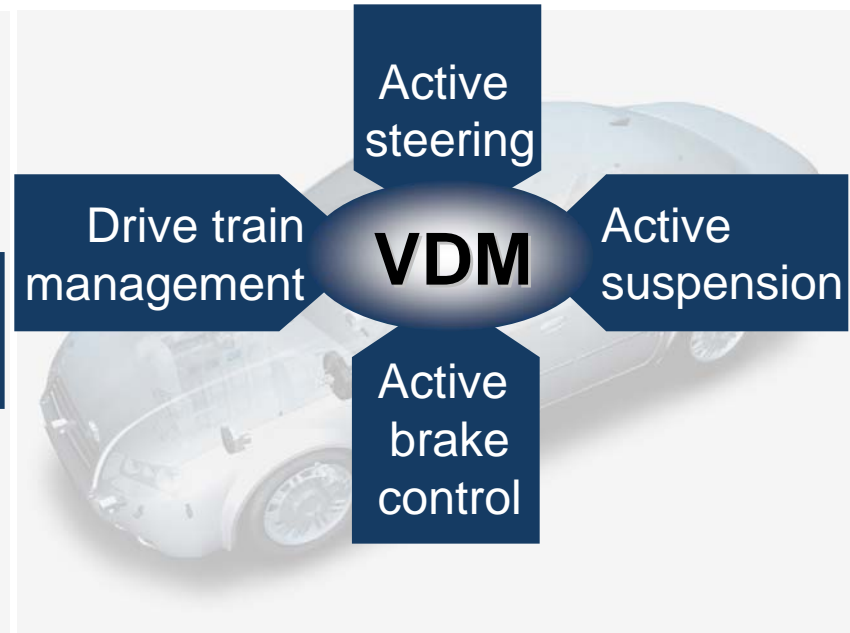 Active
steering
Drive train
management
VDM
Active
suspension
Active
brake
control